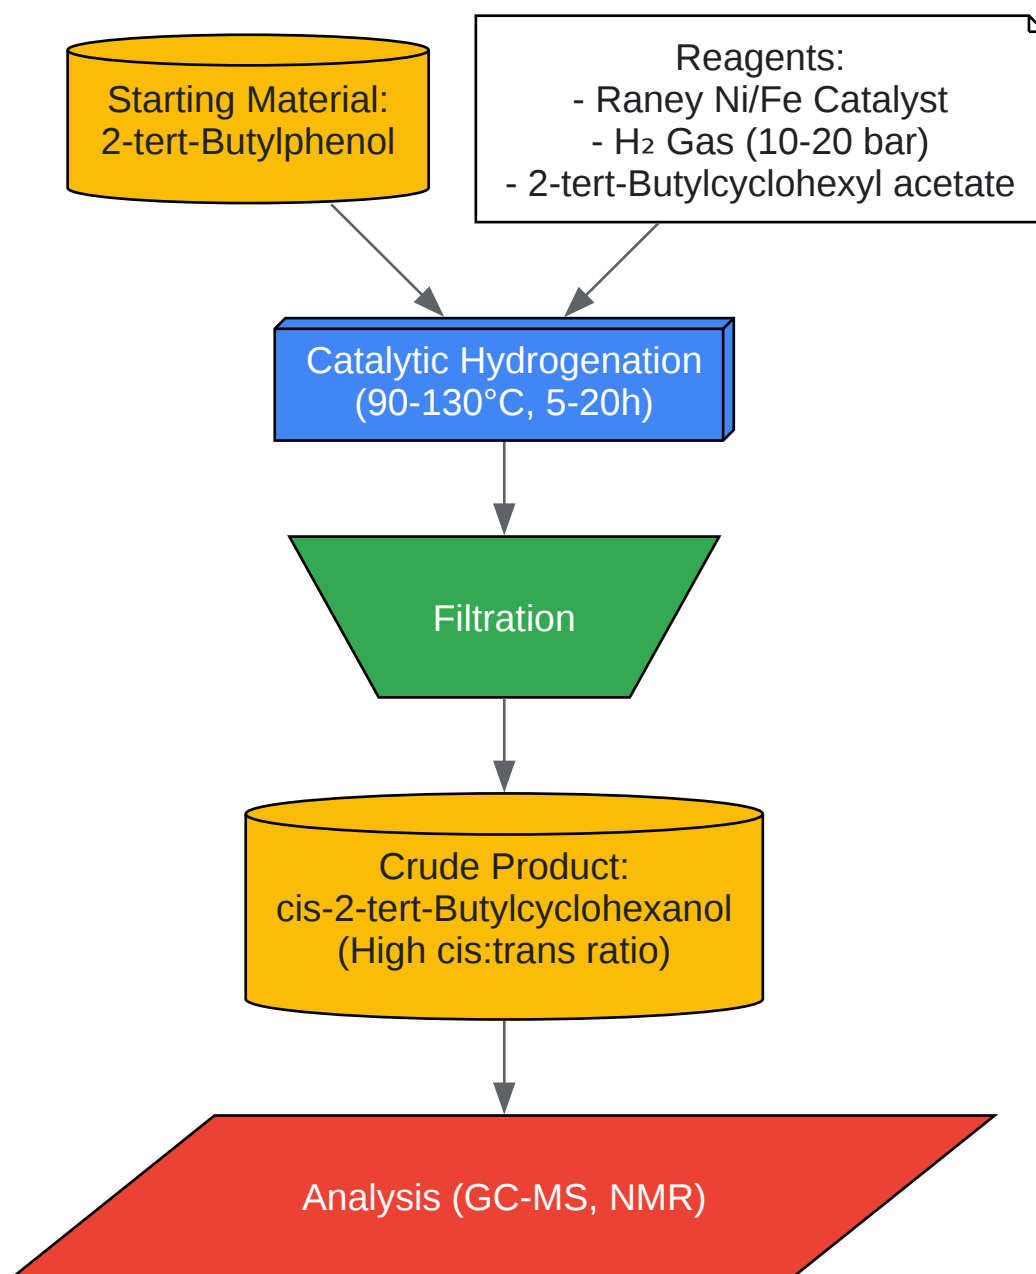 Starting Material:
2-tert-Butylphenol
Reagents:
- Raney Ni/Fe Catalyst
- H₂ Gas (10-20 bar)
- 2-tert-Butylcyclohexyl acetate
Catalytic Hydrogenation
(90-130°C, 5-20h)
Filtration
Crude Product:
cis-2-tert-Butylcyclohexanol
(High cis:trans ratio)
Analysis (GC-MS, NMR)